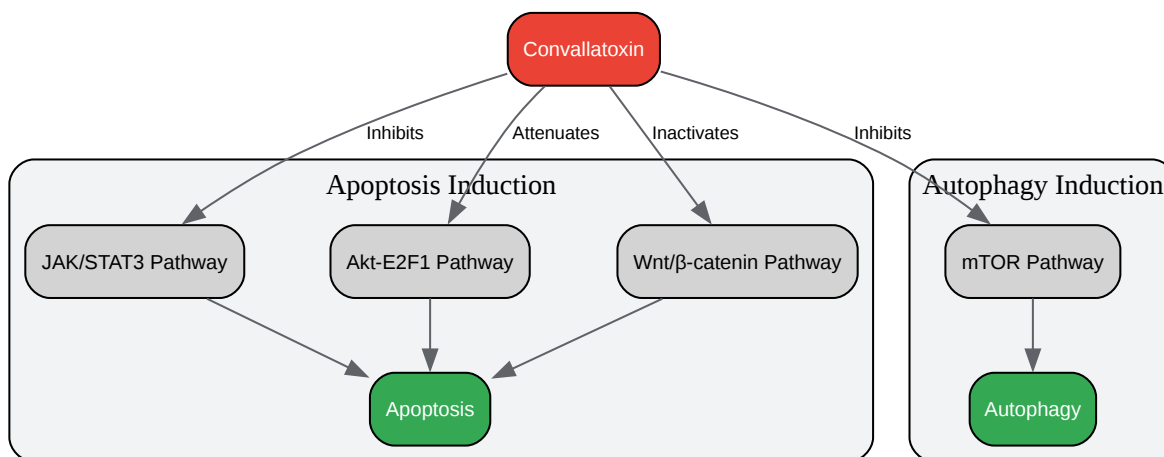 Convallatoxin
Inhibits
Attenuates
Inactivates
Inhibits
Apoptosis Induction
Autophagy Induction
JAK/STAT3 Pathway
Akt-E2F1 Pathway
Wnt/β-catenin Pathway
mTOR Pathway
Apoptosis
Autophagy